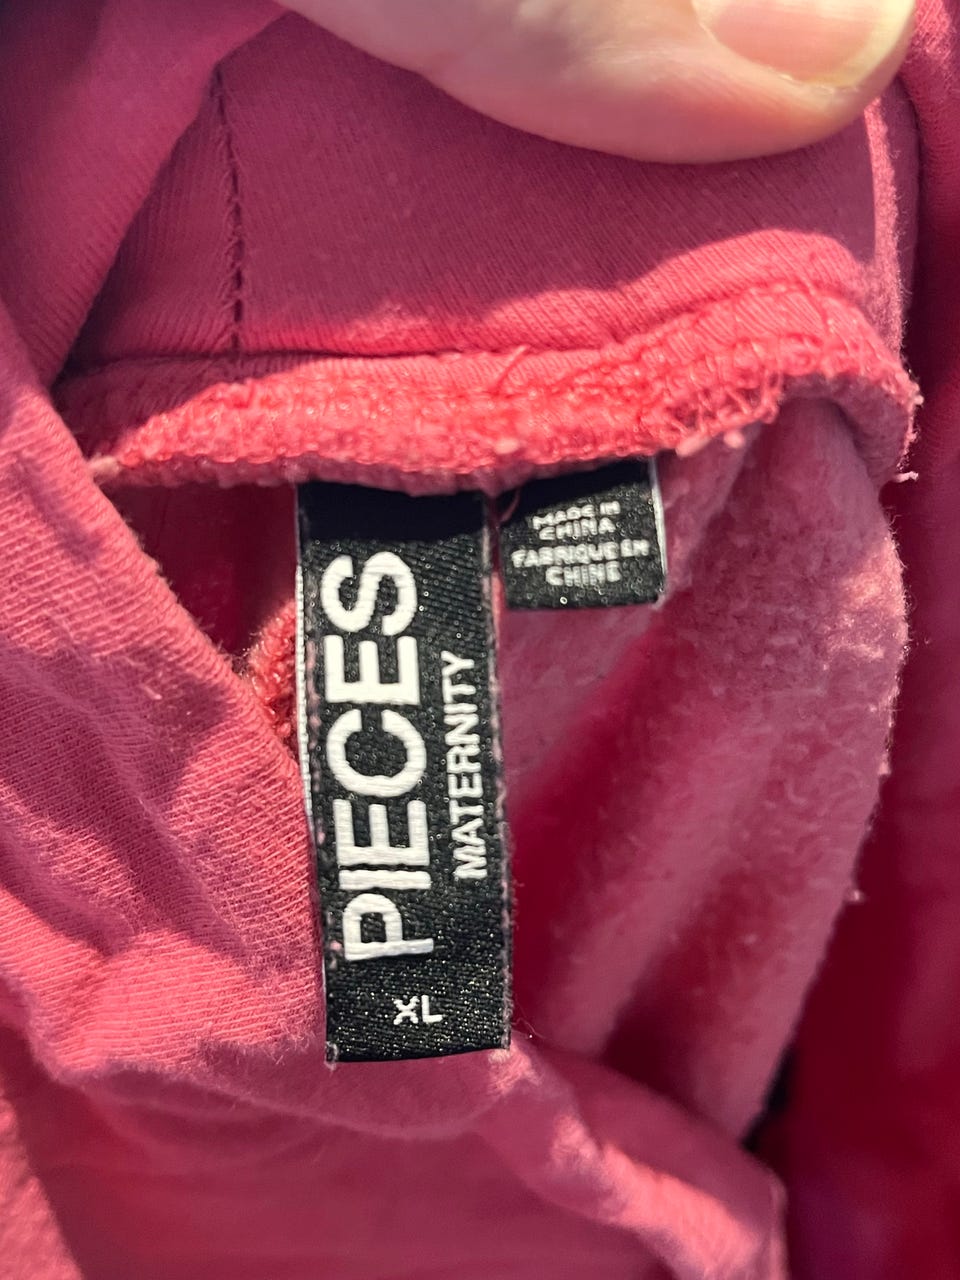 PIECES
MATERNITY
XL
MADE IN
CHINA
FABRIQUE EN
CHINE